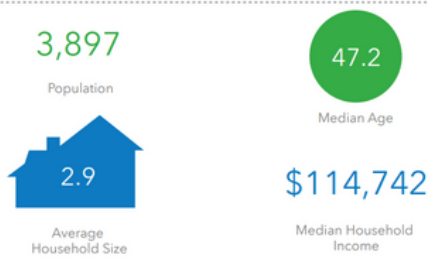 3,897
Population
47.2
Median Age
2.9
Average
Household Size
$114,742
Median Household
Income